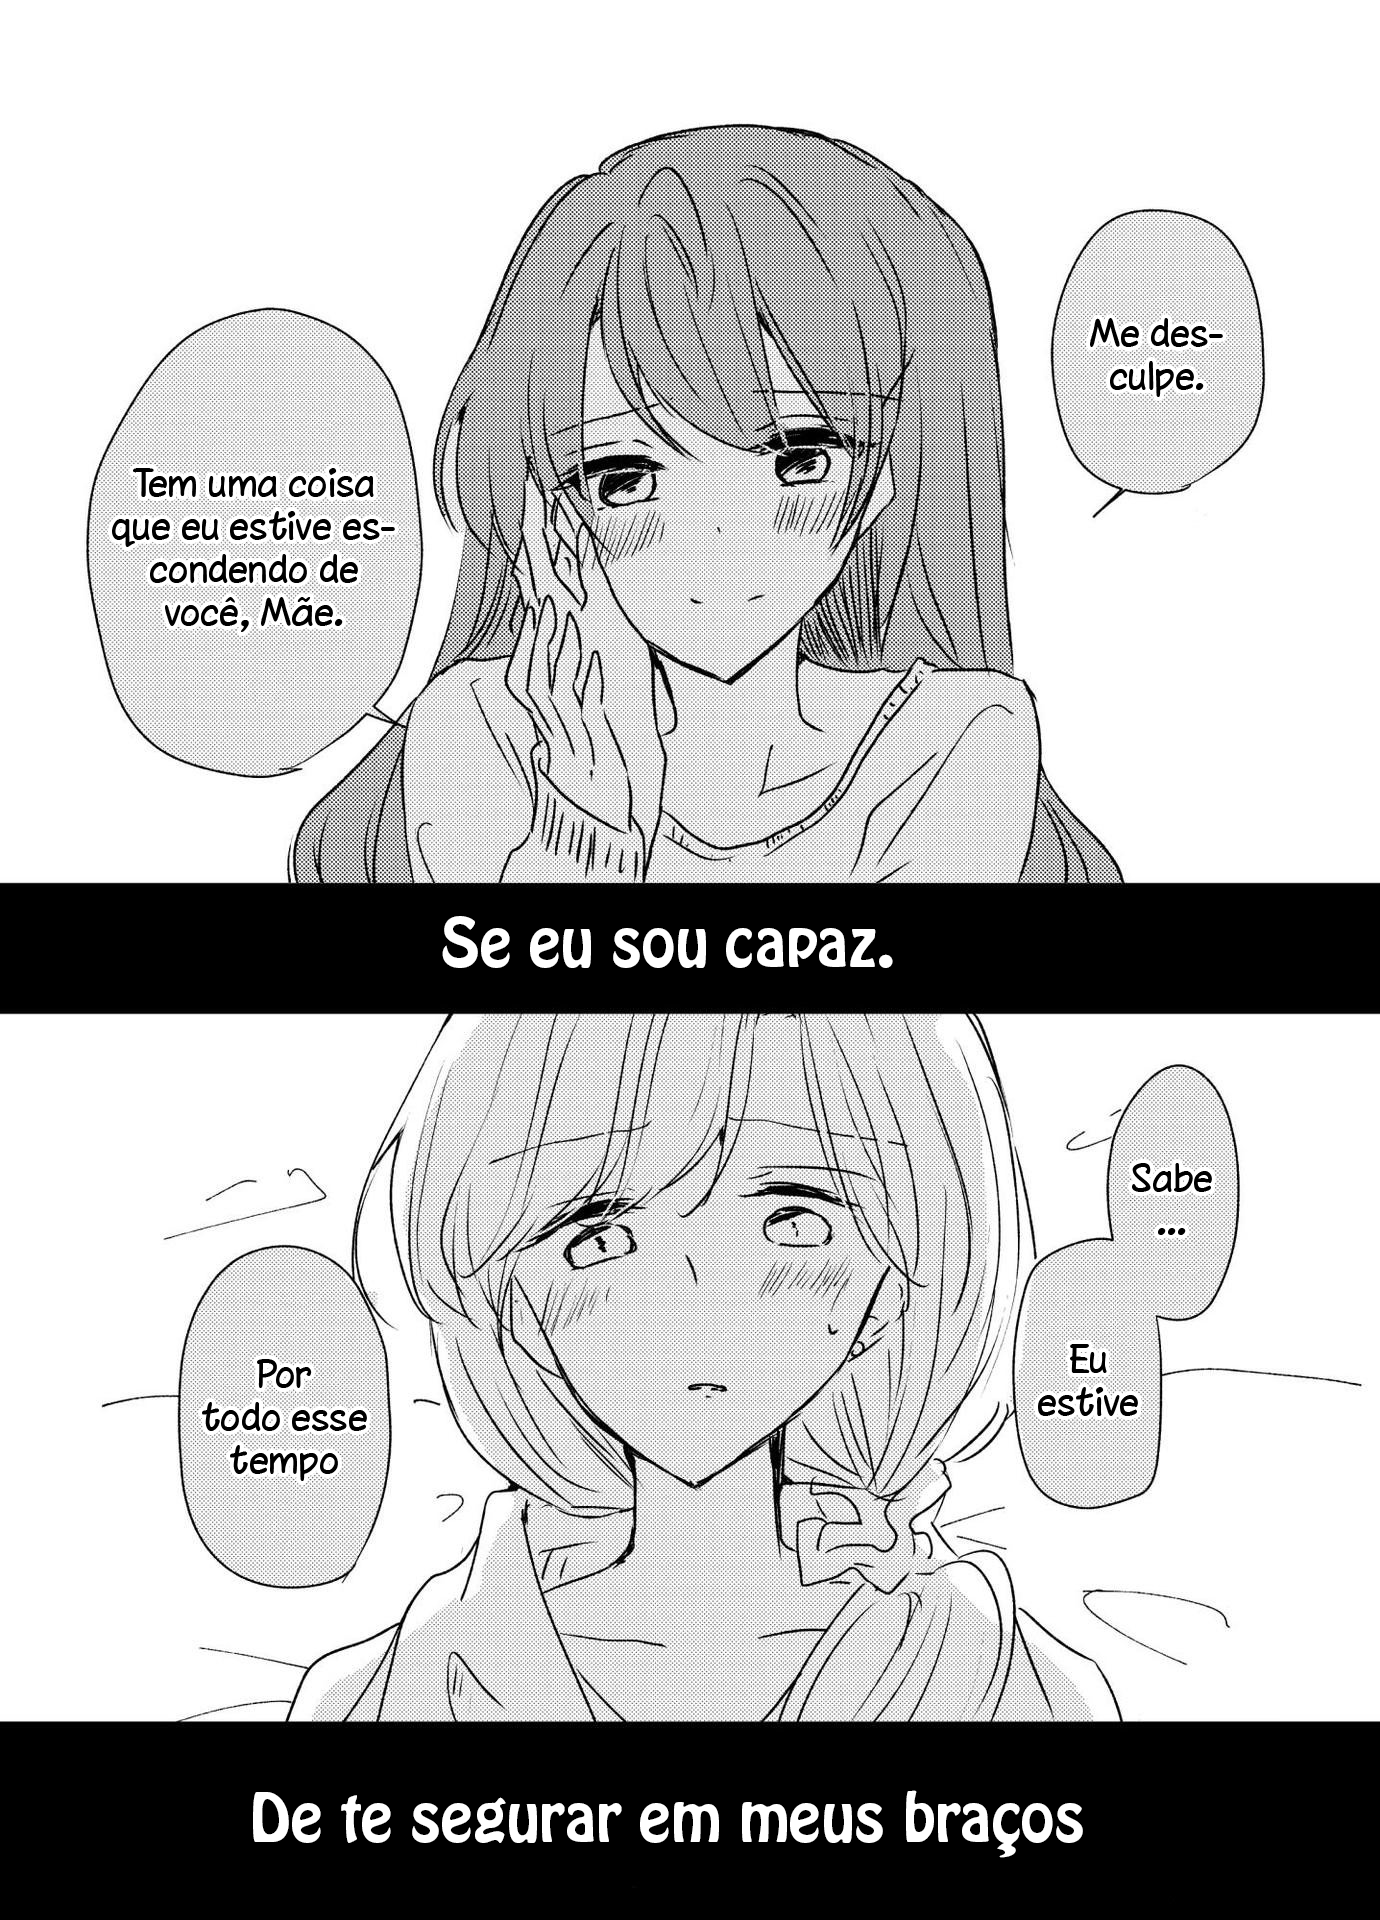 Me des-
culpe.
Tem uma coisa
que eu estive es-
condendo de
você, Mãe.
Se eu sou capaz.
Sabe
...
Eu
estive
Por
todo esse
tempo
De te segurar em meus braços